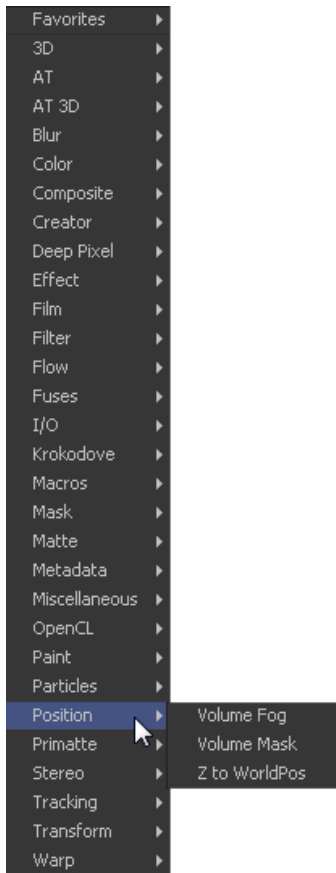 Favorites
3D
AT
AT 3D
Blur
Color
Composite
Creator
Deep Pixel
Effect
Film
Filter
Flow
Fuses
I/O
Krokodove
Macros
Mask
Matte
Metadata
Miscellaneous
OpenCL
Paint
Particles
Position
Volume Fog
Primatte
Volume Mask
Stereo
Z to WorldPos
Tracking
Transform
Warp